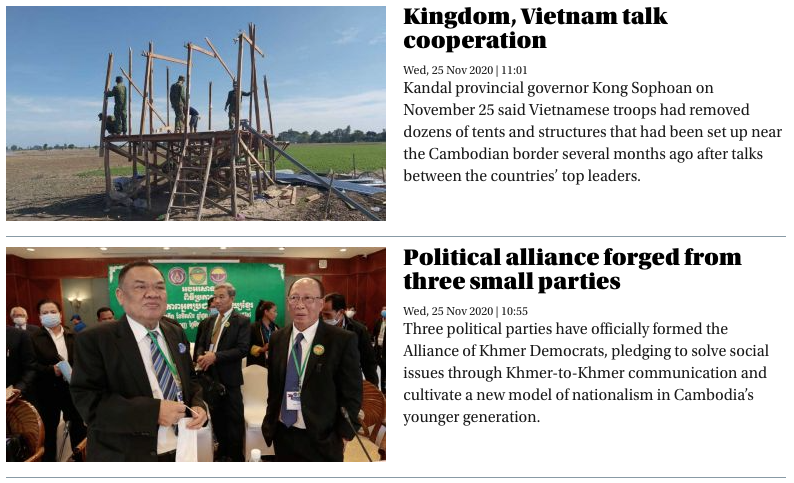 Kingdom, Vietnam talk
cooperation
Wed, 25 Nov 2020 | 11:01
Kandal provincial governor Kong Sophoan on
November 25 said Vietnamese troops had removed
dozens of tents and structures that had been set up near
the Cambodian border several months ago after talks
between the countries’ top leaders.
Political alliance forged from
three small parties
Wed, 25 Nov 2020 | 10:55
Three political parties have officially formed the
Alliance of Khmer Democrats, pledging to solve social
issues through Khmer-to-Khmer communication and
cultivate a new model of nationalism in Cambodia’s
younger generation.